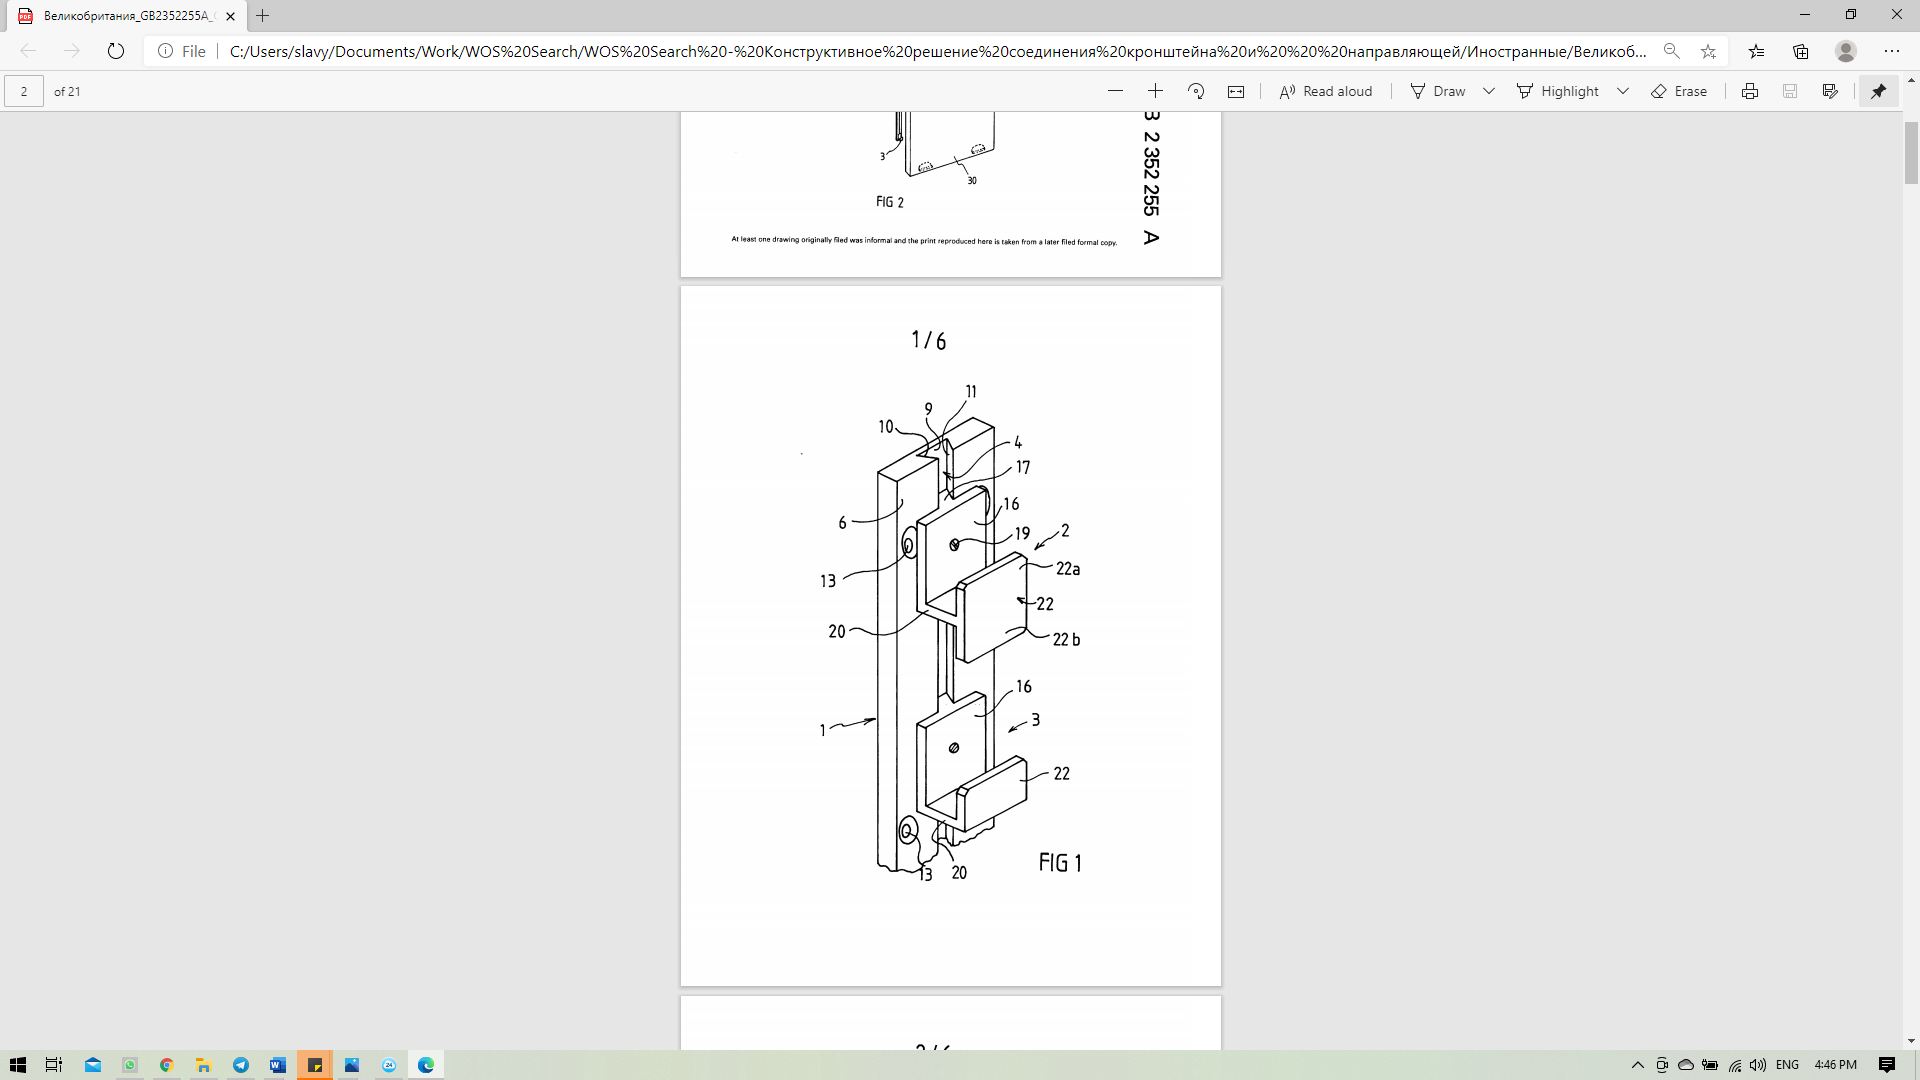 Великобритания_GB2352255A_
File
C:/Users/slavy/Documents/Work/WOS%20Search/WOS%20Search%20-%20Конструктивное%20решение%20соединения%20кронштейна%20и%20%20%20направляющей/Иностранные/Великоб...
2
of 21
Read aloud
Draw
Highlight
Erase
3
30
FIG 2
2 352 255 A
At least one drawing originally filed was informal and the print reproduced here is taken from a later filed formal copy.
1/6
11
9
10
4
17
16
6
19
2
13
22a
22
20
22b
16
3
1
22
FIG 1
13
20
ENG
4:46 PM